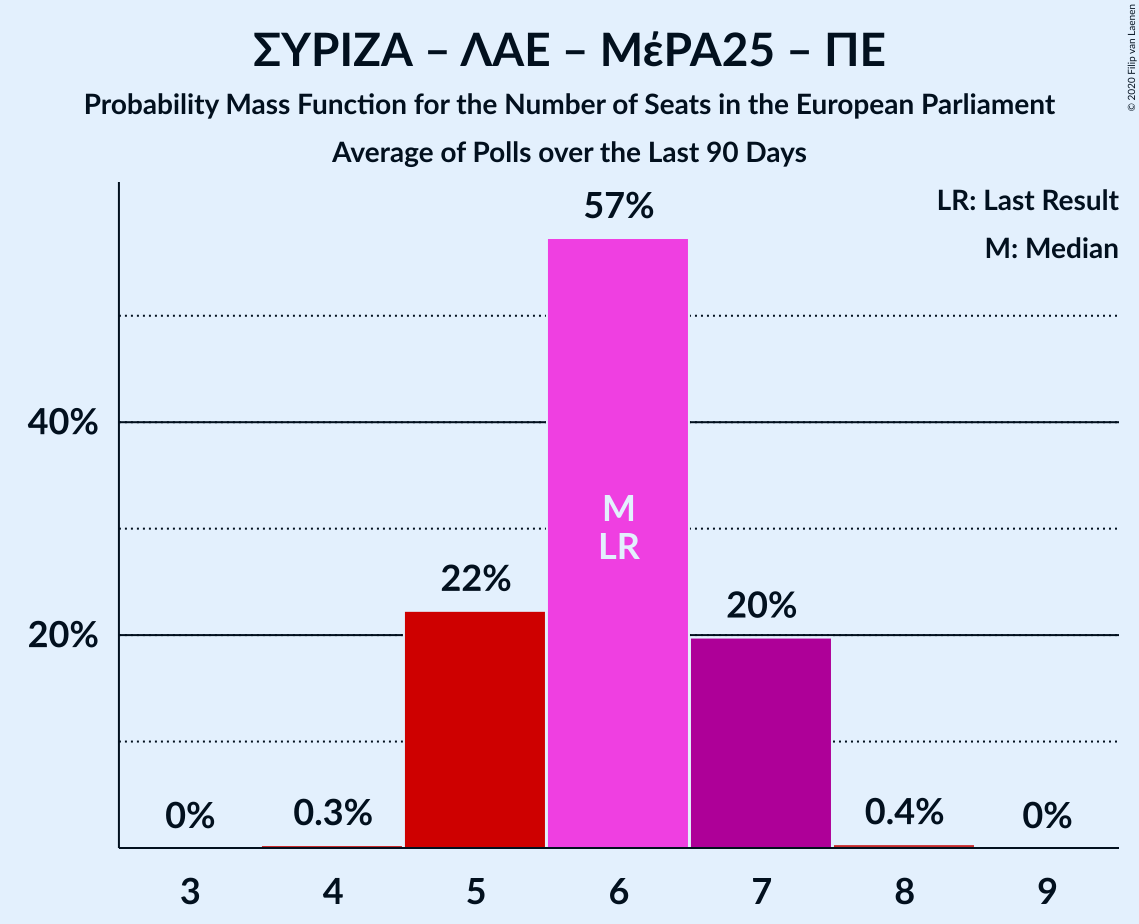 ΣΥΡΙΖΑ – ΛΑΕ – ΜέΡΑ25 – ΠΕ
Probability Mass Function for the Number of Seats in the European Parliament
Average of Polls over the Last 90 Days
© 2020 Filip van Laenen
LR: Last Result
M: Median
57%
40%
M
LR
22%
20%
20%
0%
0.3%
0.4%
0%
3
4
5
6
7
8
9